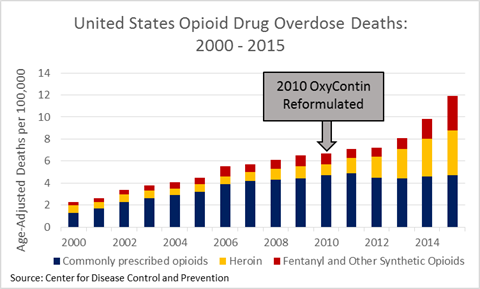 United States Opioid Drug Overdose Deaths:
2000 - 2015
Age-Adjusted Deaths per 100,000
14
12
10
8
6
4
2
0
2010 OxyContin
Reformulated
2000 2002 2004 2006 2008 2010 2012 2014
Commonly prescribed opioids Heroin Fentanyl and Other Synthetic Opioids
Source: Center for Disease Control and Prevention